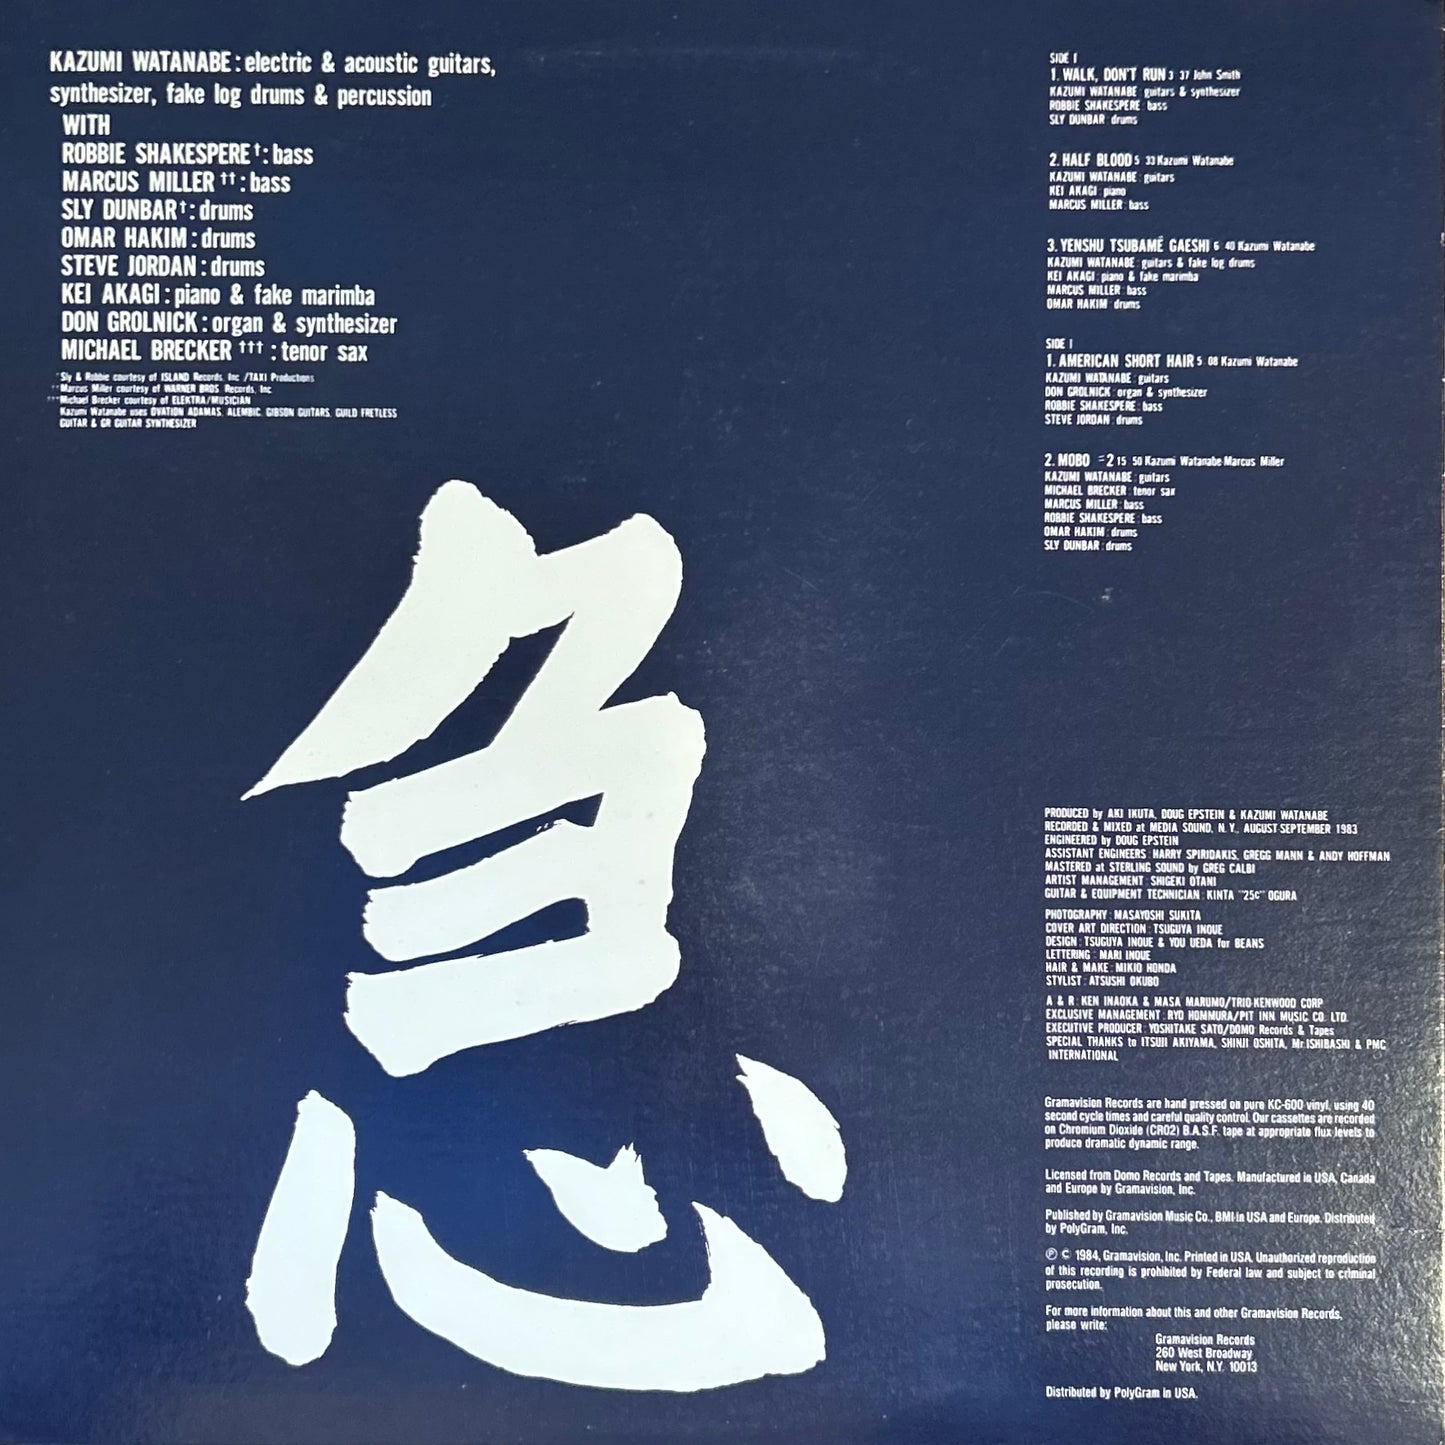 KAZUMI WATANABE: electric & acoustic guitars,
synthesizer, fake log drums & percussion
WITH
ROBBIE SHAKESPERE†: bass
MARCUS MILLER††: bass
SLY DUNBAR†: drums
OMAR HAKIM: drums
STEVE JORDAN: drums
KEI AKAGI: piano & fake marimba
DON GROLNICK: organ & synthesizer
MICHAEL BRECKER†††: tenor sax
†Sly & Robbie courtesy of ISLAND Records, Inc./TAXI Productions
††Marcus Miller courtesy of WARNER BROS. Records, Inc.
†††Michael Brecker courtesy of ELEKTRA/MUSICIAN
Kazumi Watanabe uses OVATION ADAMAS, ALEMBIC, GIBSON GUITARS, GUILD FRETLESS
GUITAR & GR GUITAR SYNTHESIZER
急
SIDE I
1. WALK, DON'T RUN 3 37 John Smith
KAZUMI WATANABE guitars & synthesizer
ROBBIE SHAKESPERE bass
SLY DUNBAR drums
2. HALF BLOOD 5 33 Kazumi Watanabe
KAZUMI WATANABE guitars
KEI AKAGI piano
MARCUS MILLER bass
3. YENSHU TSUBAMÉ GAESHI 6 40 Kazumi Watanabe
KAZUMI WATANABE: guitars & fake log drums
KEI AKAGI piano & fake marimba
MARCUS MILLER bass
OMAR HAKIM drums
SIDE I
1. AMERICAN SHORT HAIR 5 08 Kazumi Watanabe
KAZUMI WATANABE guitars
DON GROLNICK organ & synthesizer
ROBBIE SHAKESPERE bass
STEVE JORDAN drums
2. MOBO =2 15 50 Kazumi Watanabe-Marcus Miller
KAZUMI WATANABE guitars
MICHAEL BRECKER tenor sax
MARCUS MILLER bass
ROBBIE SHAKESPERE bass
OMAR HAKIM drums
SLY DUNBAR drums
PRODUCED by AKI IKUTA, DOUG EPSTEIN & KAZUMI WATANABE
RECORDED & MIXED at MEDIA SOUND, N.Y., AUGUST-SEPTEMBER 1983
ENGINEERED by DOUG EPSTEIN
ASSISTANT ENGINEERS: HARRY SPIRIDAKIS, GREGG MANN & ANDY HOFFMAN
MASTERED at STERLING SOUND by GREG CALBI
ARTIST MANAGEMENT: SHIGEKI OTANI
GUITAR & EQUIPMENT TECHNICIAN: KINTA "25¢" OGURA
PHOTOGRAPHY: MASAYOSHI SUKITA
COVER ART DIRECTION: TSUGUYA INOUE
DESIGN: TSUGUYA INOUE & YOU UEDA for BEANS
LETTERING: MARI INOUE
HAIR & MAKE: MIKIO HONDA
STYLIST: ATSUSHI OKUBO
A & R: KEN INAOKA & MASA MARUMO/TRIO-KENWOOD CORP
EXCLUSIVE MANAGEMENT: RYO HOMMURA/PIT INN MUSIC CO. LTD.
EXECUTIVE PRODUCER: YOSHITAKE SATO/DOMO Records & Tapes
SPECIAL THANKS to ITSUJI AKIYAMA, SHINJI OSHITA, Mr. ISHIBASHI & PMC
INTERNATIONAL
Gramavision Records are hand pressed on pure KC-600 vinyl, using 40
second cycle times and careful quality control. Our cassettes are recorded
on Chromium Dioxide (CRO2) B.A.S.F. tape at appropriate flux levels to
produce dramatic dynamic range.
Licensed from Domo Records and Tapes. Manufactured in USA, Canada
and Europe by Gramavision, Inc.
Published by Gramavision Music Co., BMI-in USA and Europe. Distributed
by PolyGram, Inc.
℗ C 1984, Gramavision, Inc. Printed in USA. Unauthorized reproduction
of this recording is prohibited by Federal law and subject to criminal
prosecution.
For more information about this and other Gramavision Records,
please write:
Gramavision Records
260 West Broadway
New York, N.Y. 10013
Distributed by PolyGram in USA.